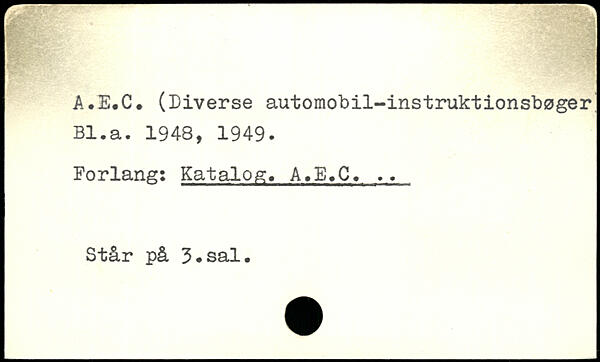 A.E.C. (Diverse automobil-instruktionsbøger
Bl.a. 1948, 1949.
Forlang: Katalog. A.E.C. ..
Står på 3.sal.